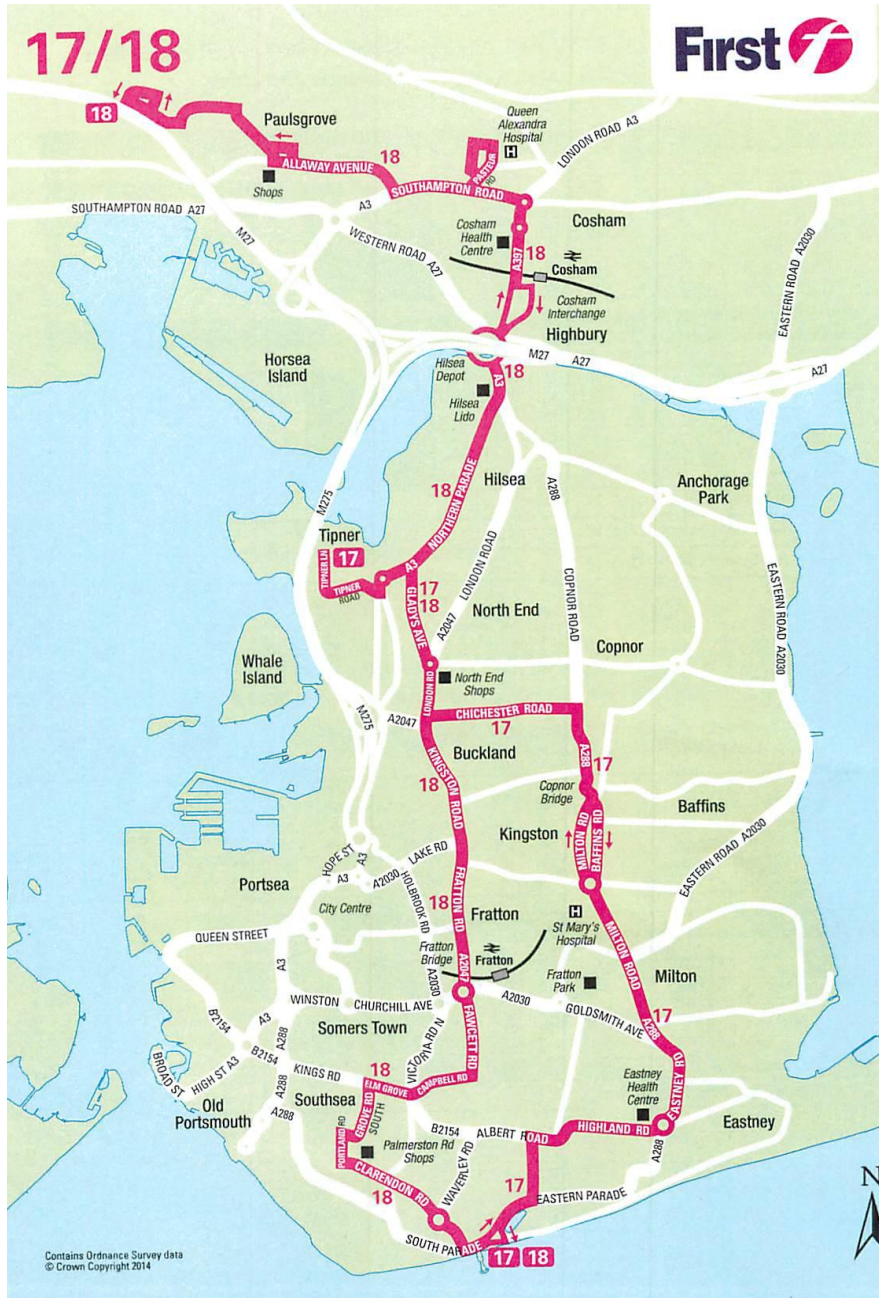 17/18
First
18
Paulsgrove
ALLAWAY AVENUE
18
Shops
Queen
Alexandra
Hospital
H
PASTEUR
RD
LONDON ROAD A3
SOUTHAMPTON ROAD
A3
SOUTHAMPTON ROAD A27
M27
WESTERN ROAD A27
Cosham
Cosham
Health
Centre
A397
18
Cosham
Cosham
Interchange
Highbury
EASTERN ROAD A2030
M27
A27
A27
Horsea
Island
Hilsea
Depot
18
A3
Hilsea
Lido
Hilsea
NORTHERN PARADE
18
A288
Anchorage
Park
M275
Tipner
17
TIPNER LN
TIPNER
ROAD
A3
17
18
GLADYS AVE
LONDON ROAD
A2047
COPNOR ROAD
North End
Copnor
EASTERN ROAD A2030
Whale
Island
North End
Shops
LONDON RD
M275
A2047
CHICHESTER ROAD
17
Buckland
KINGSTON ROAD
18
A288
17
Copnor
Bridge
Baffins
Kingston
MILTON RD
BAFFINS RD
EASTERN ROAD A2030
HOPE ST
A3
LAKE RD
A3
A2030
HOLBROOK RD
Portsea
City Centre
FRATTON RD
18
Fratton
H
St Mary's
Hospital
QUEEN STREET
A3
Fratton
Bridge
Fratton
A2047
A2030
MILTON ROAD
Milton
Fratton
Park
A2030
GOLDSMITH AVE
17
A288
WINSTON
CHURCHILL AVE
Somers Town
B2154
A3
A288
VICTORIA RD N
FAWCETT RD
B2154
KINGS RD
18
ELM GROVE
CAMPBELL RD
BROAD ST
HIGH ST A3
A288
Old
Portsmouth
A288
Southsea
GROVE RD
SOUTH
PORTLAND RD
Palmerston Rd
Shops
B2154
ALBERT ROAD
HIGHLAND RD
Eastney
Health
Centre
EASTNEY RD
Eastney
A288
CLARENDON RD
18
WAVERLEY RD
17
EASTERN PARADE
SOUTH PARADE
17
18
N
Contains Ordnance Survey data
© Crown Copyright 2014